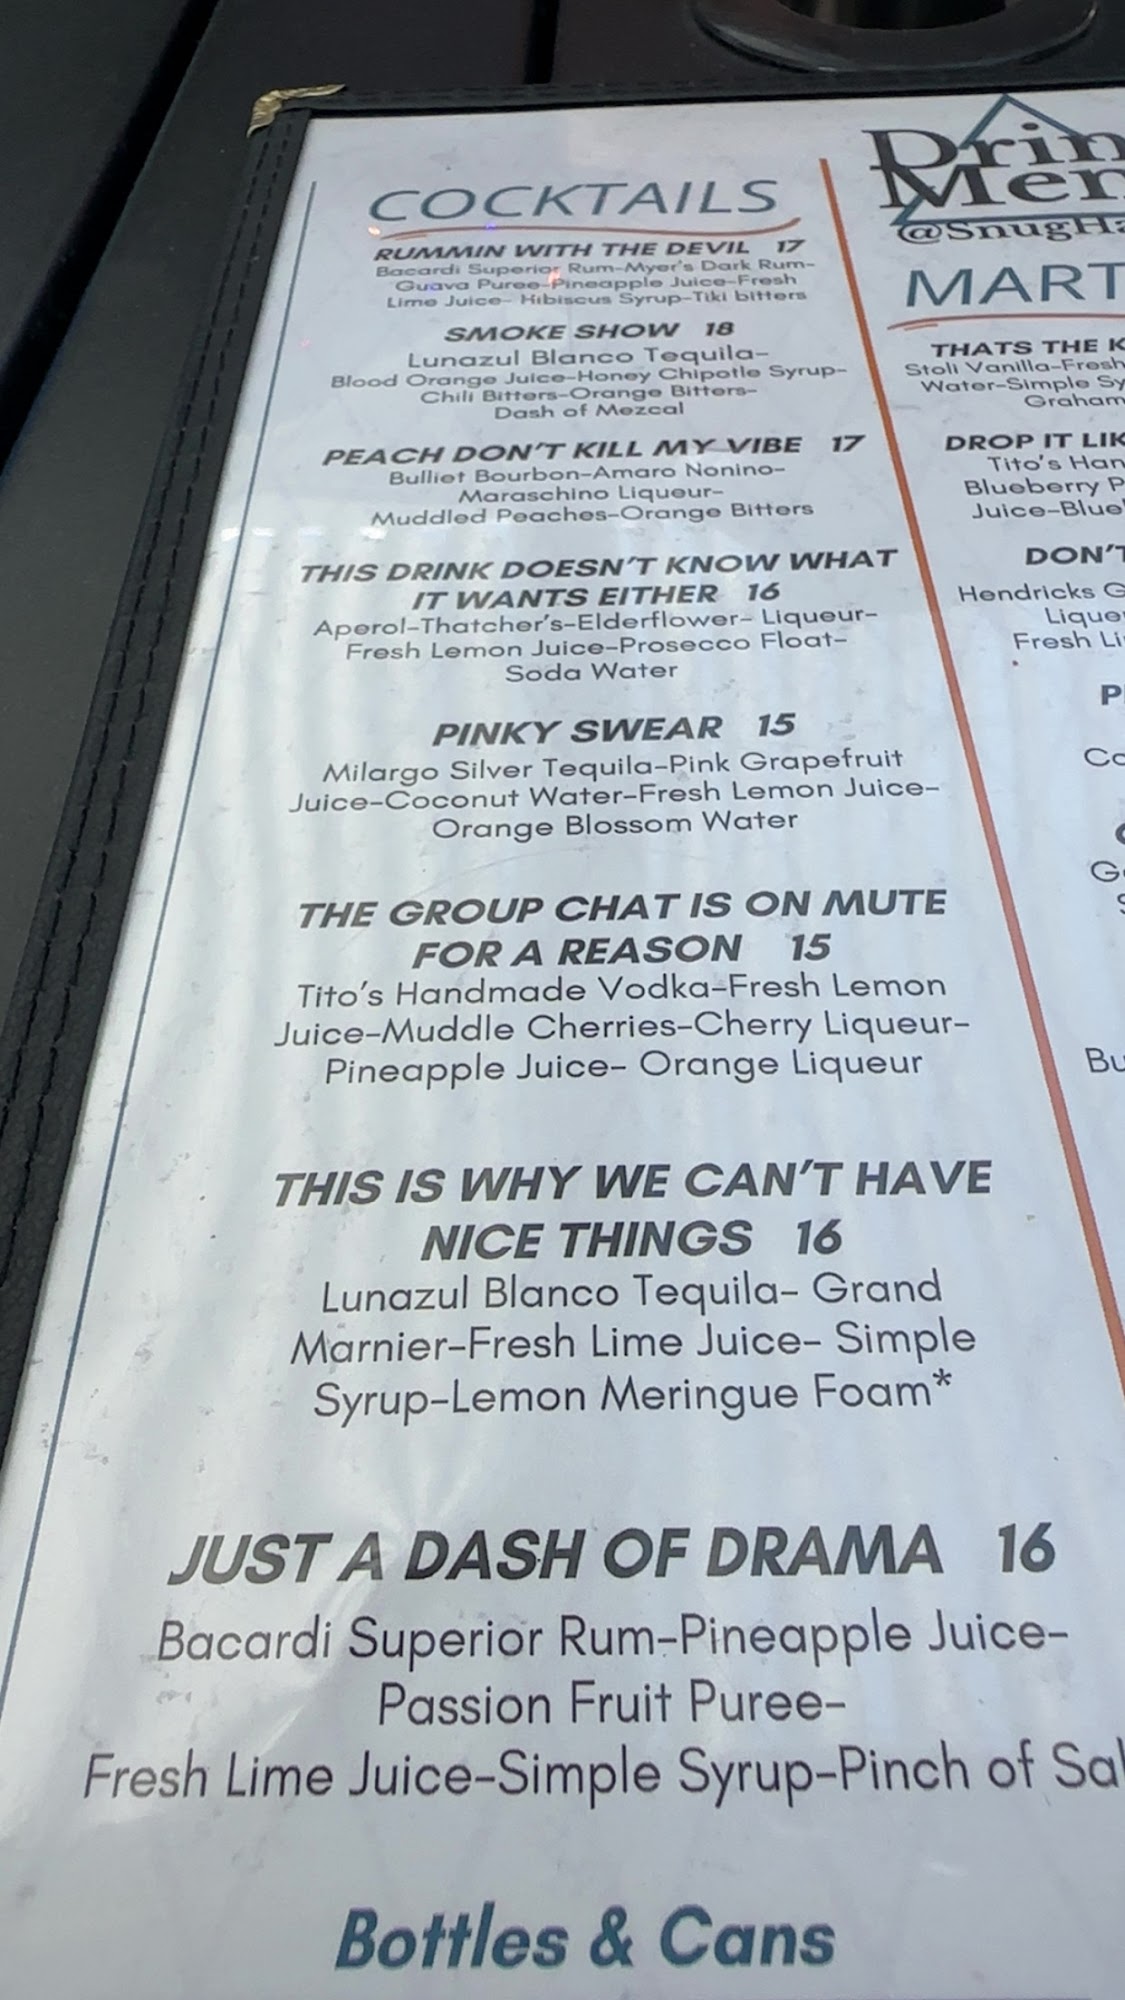 COCKTAILS
RUMMIN WITH THE DEVIL 17
Bacardi Superior Rum-Myer's Dark Rum-
Guava Puree-Pineapple Juice-Fresh
Lime Juice- Hibiscus Syrup-Tiki bitters
SMOKE SHOW 18
Lunazul Blanco Tequila-
Blood Orange Juice-Honey Chipotle Syrup-
Chili Bitters-Orange Bitters-
Dash of Mezcal
PEACH DON'T KILL MY VIBE 17
Bulliet Bourbon-Amaro Nonino-
Maraschino Liqueur-
Muddled Peaches-Orange Bitters
THIS DRINK DOESN'T KNOW WHAT
IT WANTS EITHER 16
Aperol-Thatcher's-Elderflower- Liqueur-
Fresh Lemon Juice-Prosecco Float-
Soda Water
PINKY SWEAR 15
Milargo Silver Tequila-Pink Grapefruit
Juice-Coconut Water-Fresh Lemon Juice-
Orange Blossom Water
THE GROUP CHAT IS ON MUTE
FOR A REASON 15
Tito's Handmade Vodka-Fresh Lemon
Juice-Muddle Cherries-Cherry Liqueur-
Pineapple Juice- Orange Liqueur
THIS IS WHY WE CAN'T HAVE
NICE THINGS 16
Lunazul Blanco Tequila- Grand
Marnier-Fresh Lime Juice- Simple
Syrup-Lemon Meringue Foam*
JUST A DASH OF DRAMA 16
Bacardi Superior Rum-Pineapple Juice-
Passion Fruit Puree-
Fresh Lime Juice-Simple Syrup-Pinch of
Bottles & Cans
THATS THE
Stoli Vanilla-Fresh
Water-Simple
Graham
DROP IT
Tito's
Blueberry
DON'T
Hendricks
Fresh